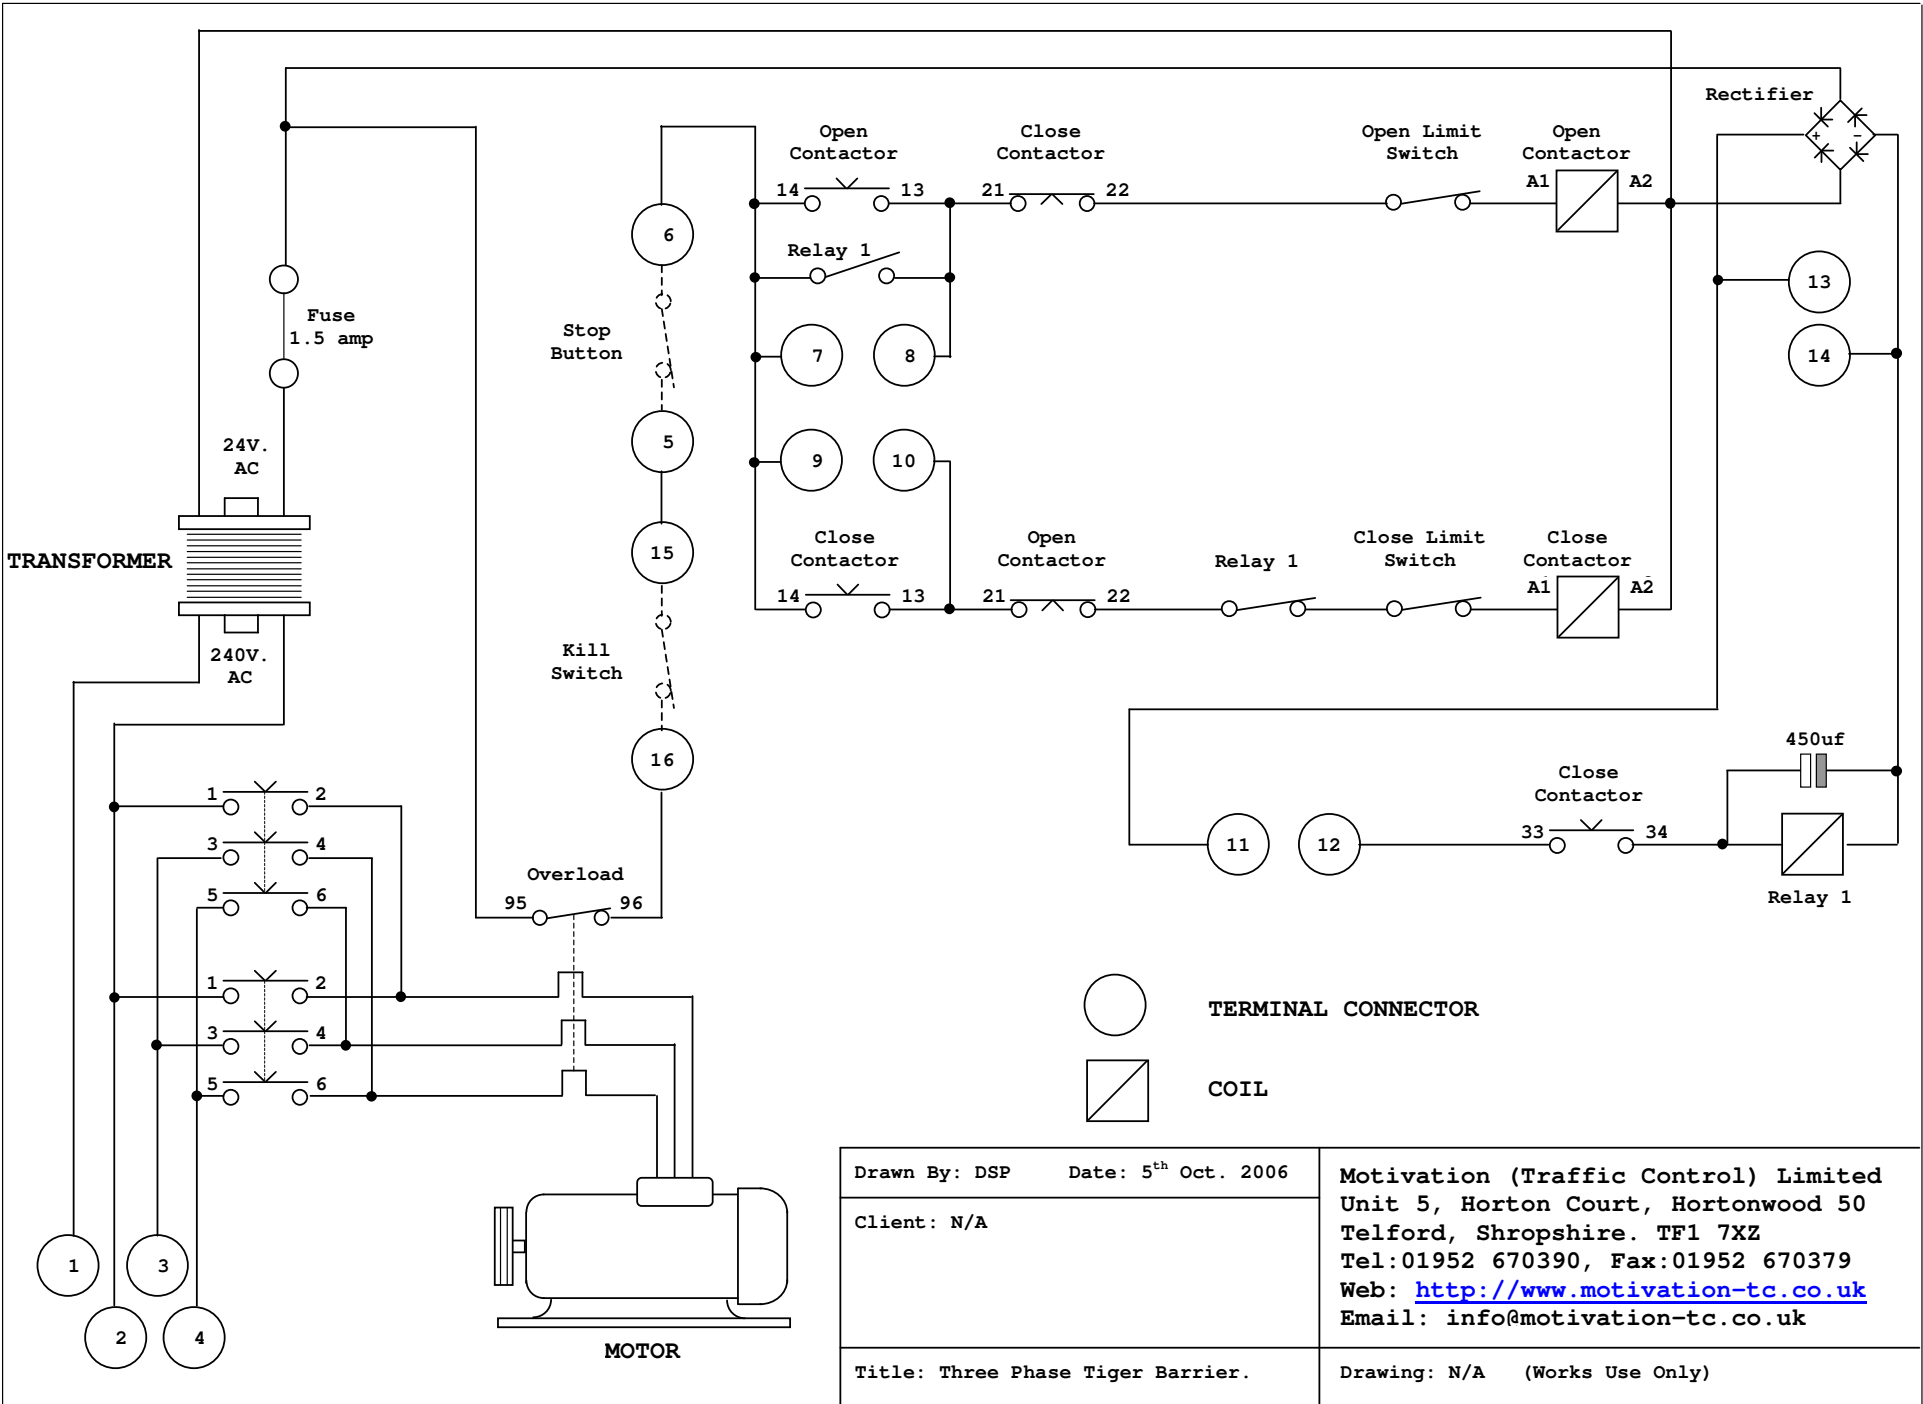 Rectifier
+ -
Open
Contactor
Close
Contactor
Open Limit
Switch
Open
Contactor
14 13 21 22 A1 A2
6
Relay 1
13
Fuse
1.5 amp
Stop
Button
7 8 14
24V.
AC
5 9 10
TRANSFORMER
15
Close
Contactor
Open
Contactor
Relay 1
Close Limit
Switch
Close
Contactor
14 13 21 22 A1 A2
240V.
AC
Kill
Switch
16
450uf
1 2
3 4
5 6
Close
Contactor
11 12 33 34
Relay 1
Overload
95 96
1 2
3 4
5 6
TERMINAL CONNECTOR
COIL
1 3
2 4
MOTOR
Drawn By: DSP Date: 5th Oct. 2006
Client: N/A
Title: Three Phase Tiger Barrier.
Motivation (Traffic Control) Limited
Unit 5, Horton Court, Hortonwood 50
Telford, Shropshire. TF1 7XZ
Tel:01952 670390, Fax:01952 670379
Web: http://www.motivation-tc.co.uk
Email: info@motivation-tc.co.uk
Drawing: N/A (Works Use Only)